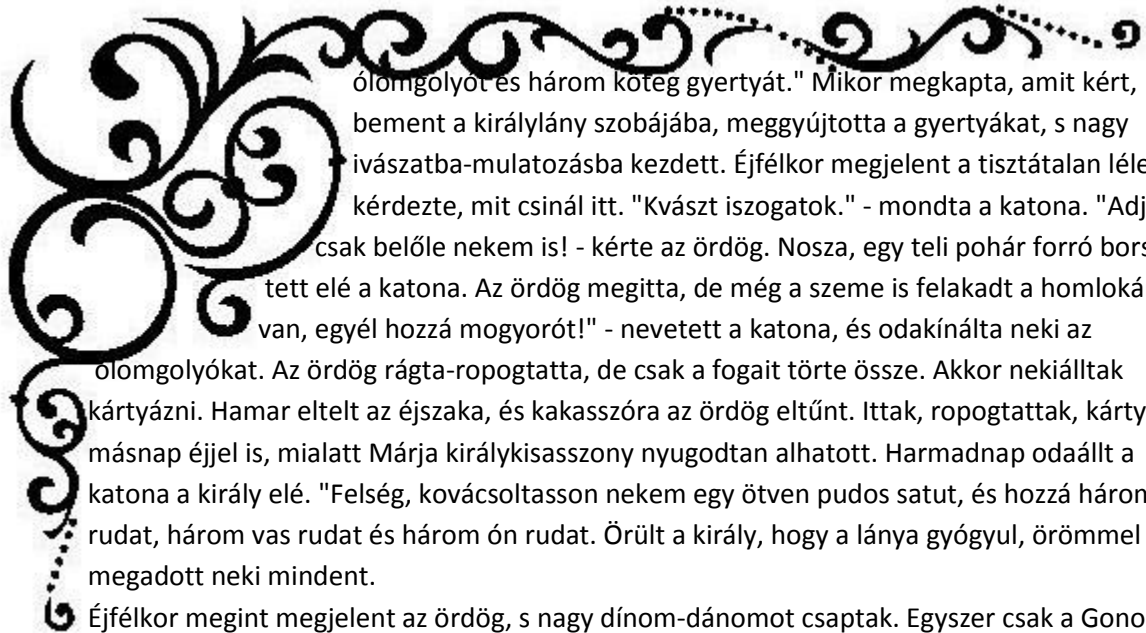 ólomgolyót és három köteg gyertyát." Mikor megkapta, amit kért,
bement a királylány szobájába, meggyújtotta a gyertyákat, s nagy
ivászatba-mulatozásba kezdett. Éjfélkor megjelent a tisztátalan léle
kérdezte, mit csinál itt. "Kvászt iszogatok." - mondta a katona. "Adj
csak belőle nekem is! - kérte az ördög. Nosza, egy teli pohár forró bors
tett elé a katona. Az ördög megitta, de még a szeme is felakadt a homloká
van, egyél hozzá mogyorót!" - nevetett a katona, és odakínálta neki az
ólomgolyókat. Az ördög rágta-ropogtatta, de csak a fogait törte össze. Akkor nekiálltak
kártyázni. Hamar eltelt az éjszaka, és kakasszóra az ördög eltűnt. Ittak, ropogtattak, kárty
másnap éjjel is, mialatt Márja királykisasszony nyugodtan alhatott. Harmadnap odaállt a
katona a király elé. "Felség, kovácsoltasson nekem egy ötven pudos satut, és hozzá három
rudat, három vas rudat és három ón rudat. Örült a király, hogy a lánya gyógyul, örömmel
megadott neki mindent.
Éjfélkor megint megjelent az ördög, s nagy dínom-dánomot csaptak. Egyszer csak a Gono